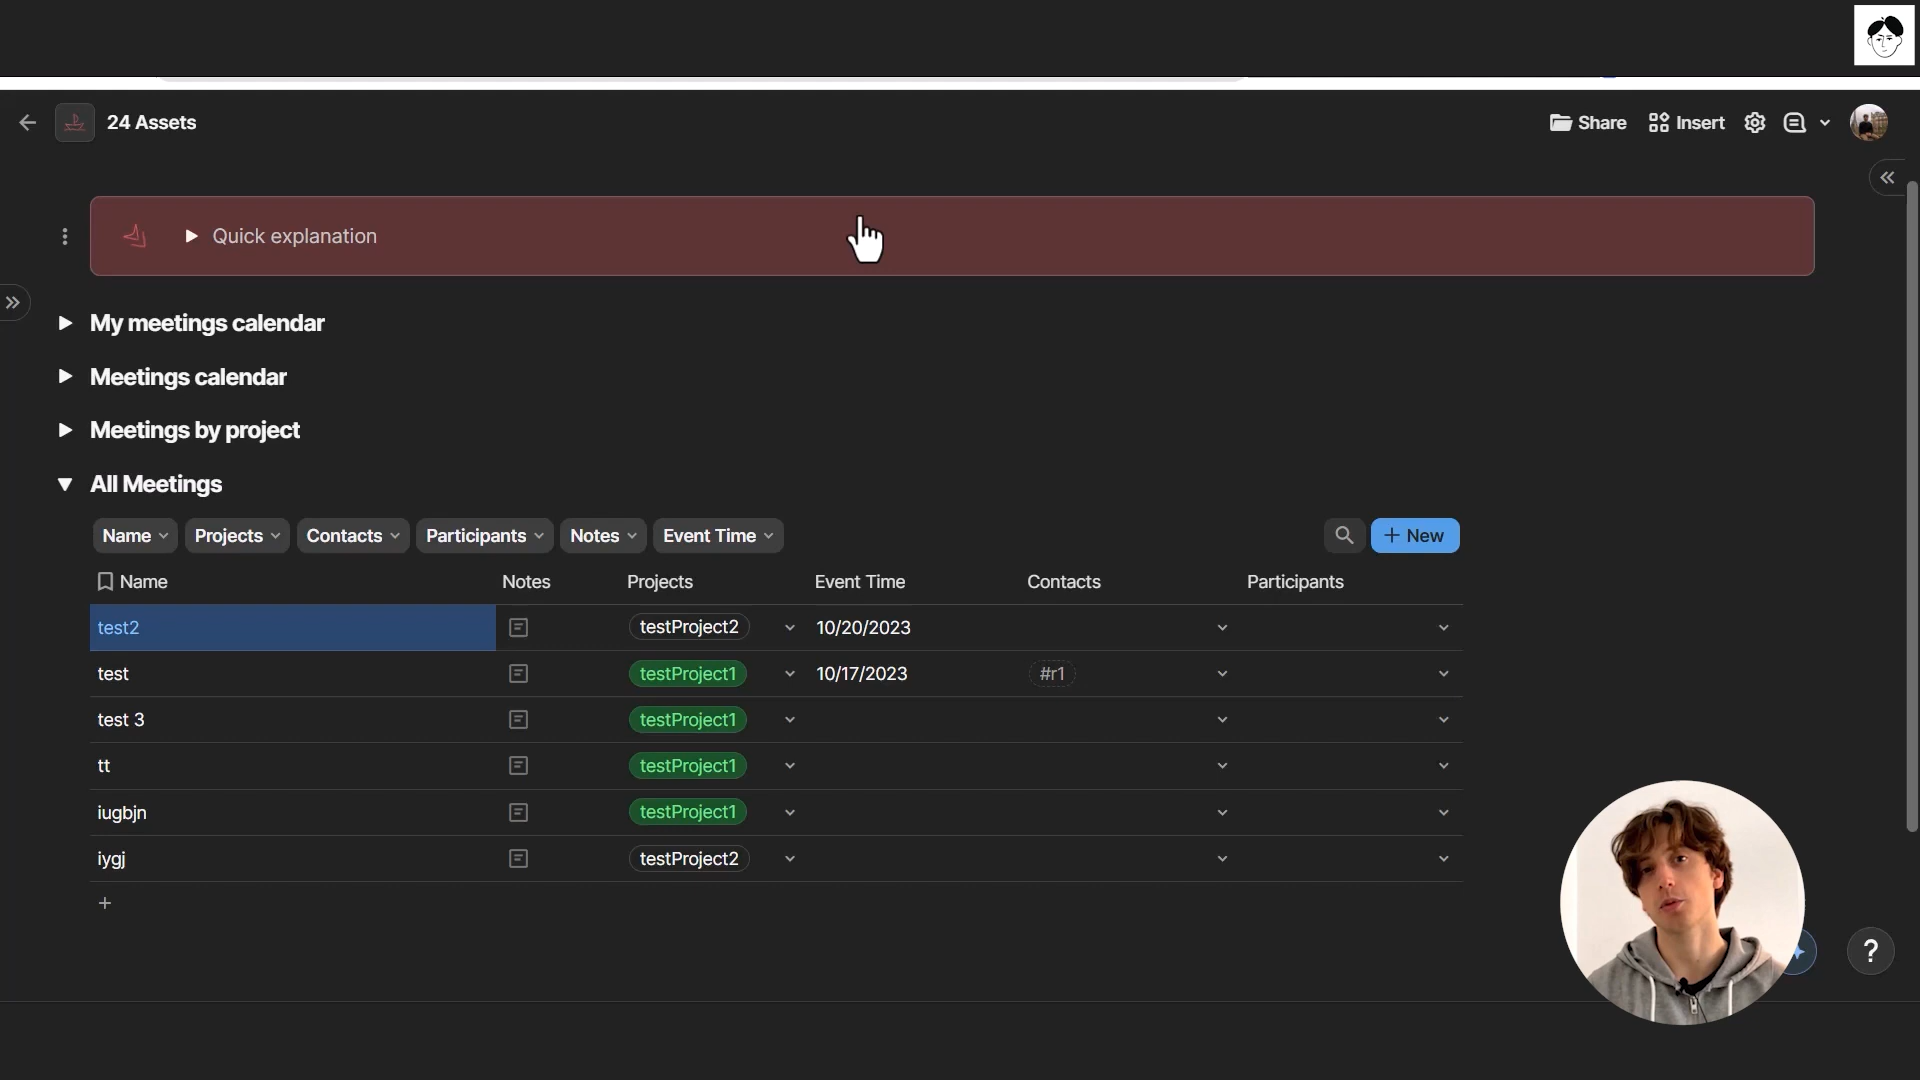 24 Assets
Share Insert
Quick explanation
My meetings calendar
Meetings calendar
Meetings by project
All Meetings
Name Projects Contacts Participants Notes Event Time + New
Name Notes Projects Event Time Contacts Participants
test2 testProject2 10/20/2023
test testProject1 10/17/2023 #r1
test 3 testProject1
tt testProject1
iugbjn testProject1
iygj testProject2
+
?